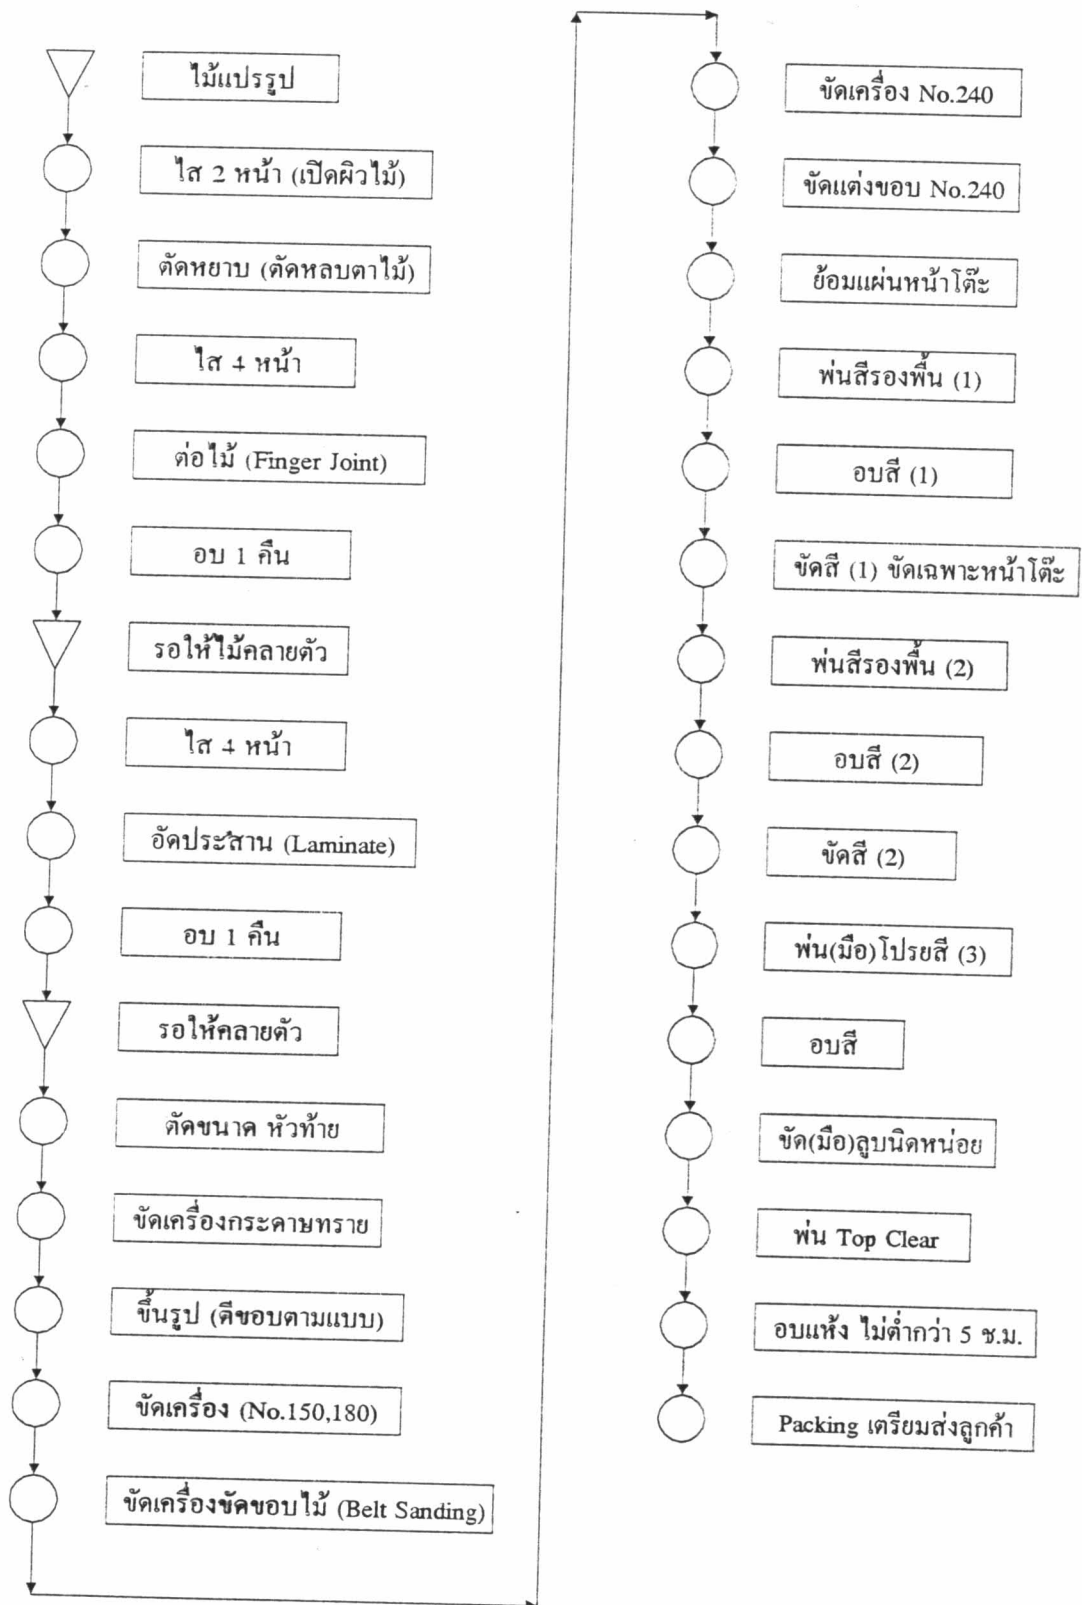 ไม้แปรรูป
ไส 2 หน้า (เปิดผิวไม้)
ตัดหยาบ (ตัดหลบตาไม้)
ไส 4 หน้า
ต่อไม้ (Finger Joint)
อบ 1 คืน
รอให้ไม้คลายตัว
ไส 4 หน้า
อัดประสาน (Laminate)
อบ 1 คืน
รอให้คลายตัว
ตัดขนาด หัวท้าย
ขัดเครื่องกระดาษทราย
ขึ้นรูป (ตีขอบตามแบบ)
ขัดเครื่อง (No.150,180)
ขัดเครื่องขัดขอบไม้ (Belt Sanding)
ขัดเครื่อง No.240
ขัดแต่งขอบ No.240
ย้อมแผ่นหน้าโต๊ะ
พ่นสีรองพื้น (1)
อบสี (1)
ขัดสี (1) ขัดเฉพาะหน้าโต๊ะ
พ่นสีรองพื้น (2)
อบสี (2)
ขัดสี (2)
พ่น(มือ)โปรยสี (3)
อบสี
ขัด(มือ)ลูบนิดหน่อย
พ่น Top Clear
อบแห้ง ไม่ต่ำกว่า 5 ช.ม.
Packing เตรียมส่งลูกค้า